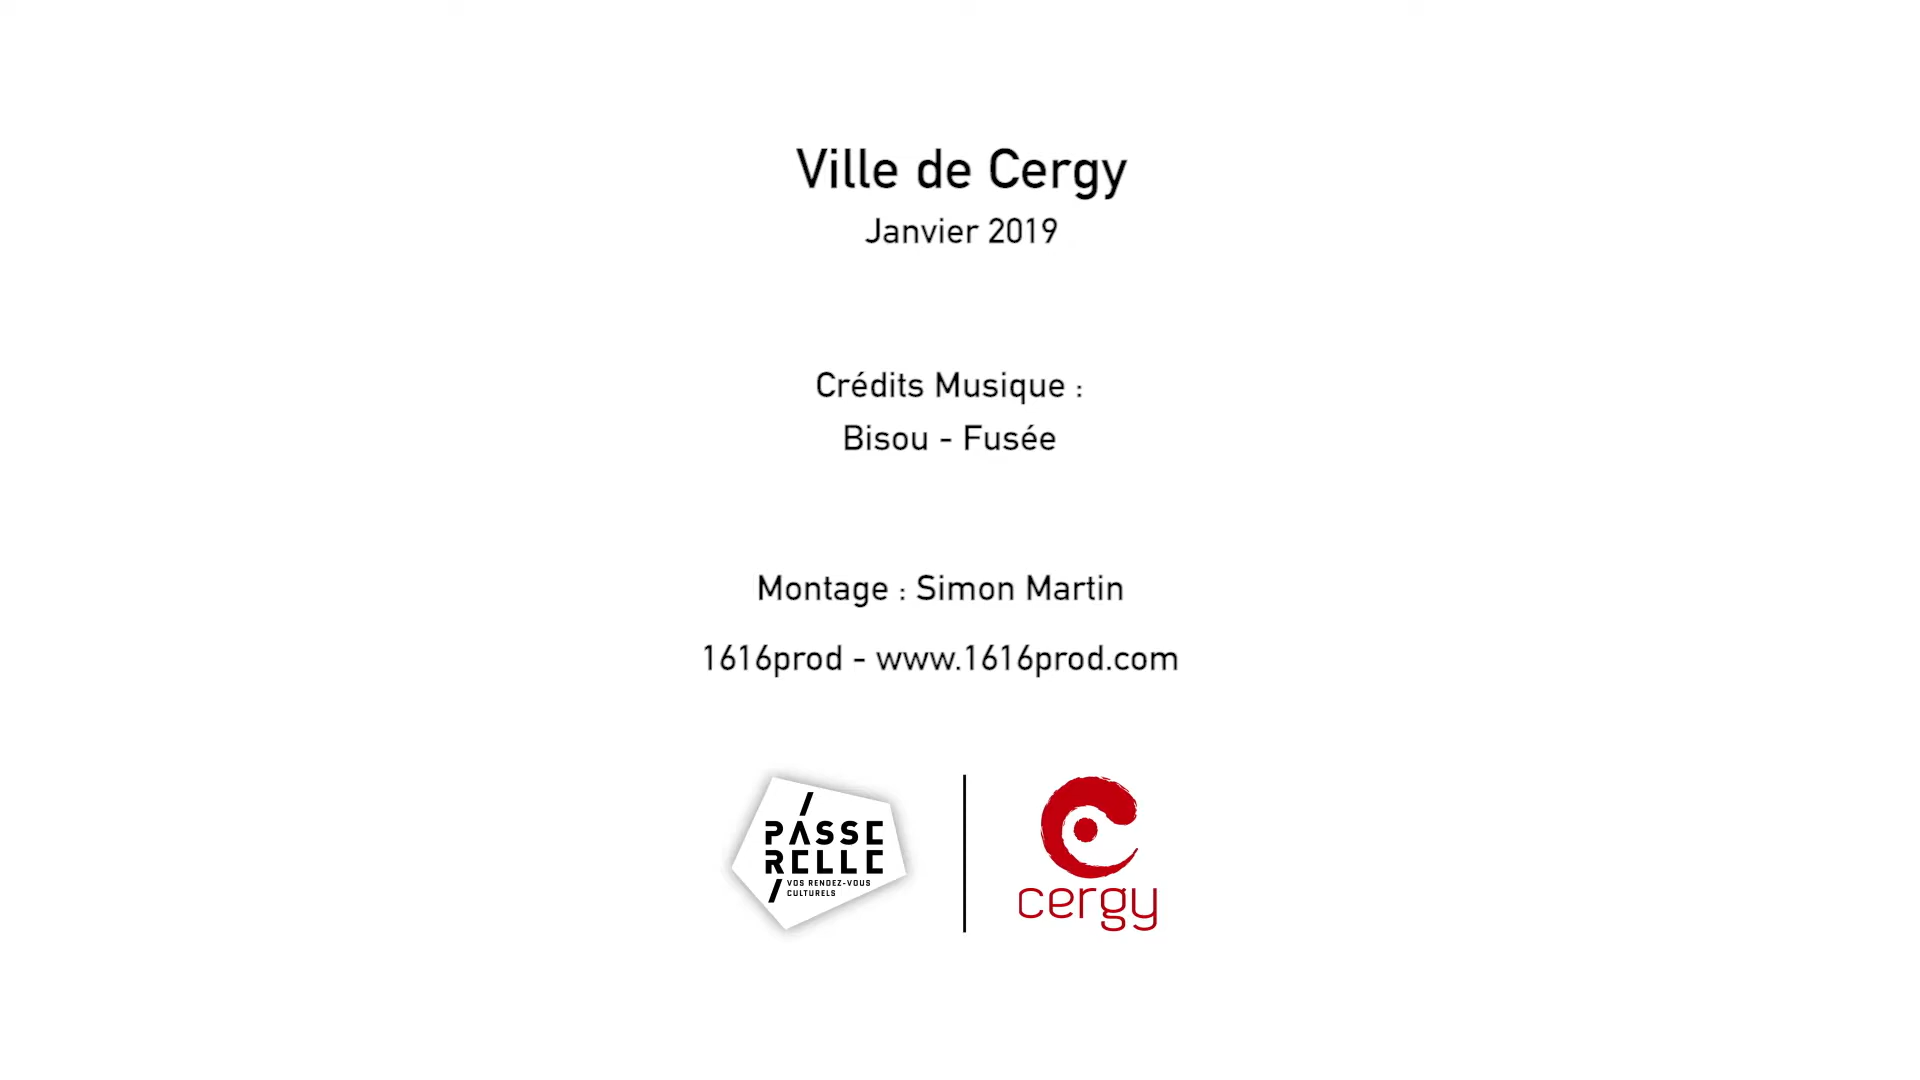 Ville de Cergy
Janvier 2019
Crédits Musique :
Bisou - Fusée
Montage : Simon Martin
1616prod - www.1616prod.com
PASSE
RELLE
VOS RENDEZ-VOUS
CULTURELS
cergy